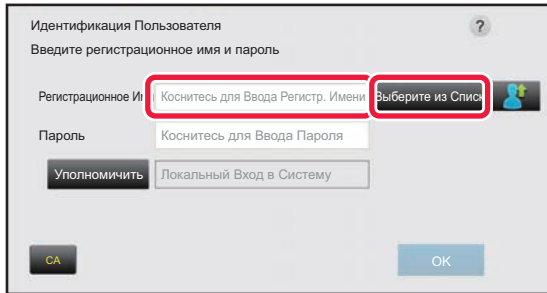 Идентификация Пользователя ?
Введите регистрационное имя и пароль
Регистрационное Им Коснитесь для Ввода Регистр. Имени Выберите из Списк
Пароль Коснитесь для Ввода Пароля
Уполномичить Локальный Вход в Систему
CA OK